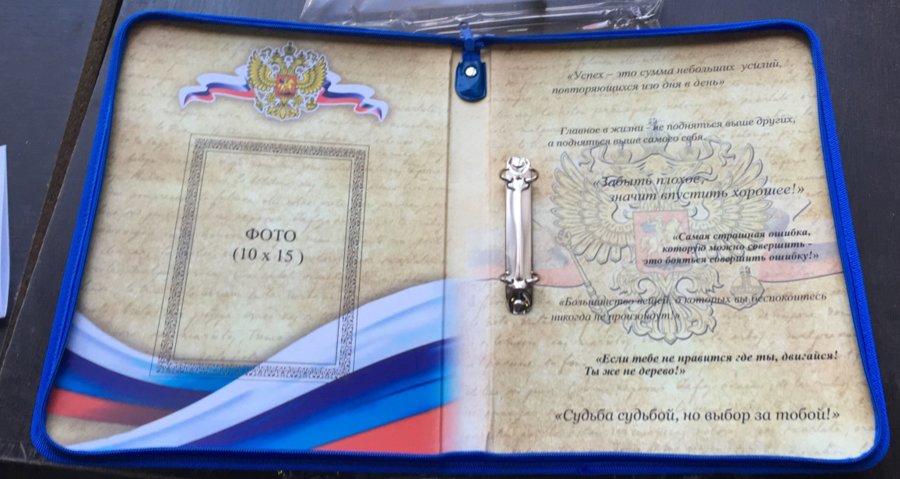 ФОТО
(10 х 15 )
«Успех – это сумма небольших усилий,
повторяющихся изо дня в день»
Главное в жизни - не подняться выше других,
а подняться выше самого себя.
«Забыть плохое,
значит впустить хорошее!»
«Самая страшная ошибка,
которую можно совершить -
это бояться совершить ошибку!»
«Большинство вещей, о которых вы беспокоитесь
никогда не произойдут!»
«Если тебе не нравится где ты, двигайся!
Ты же не дерево!»
«Судьба судьбой, но выбор за тобой!»